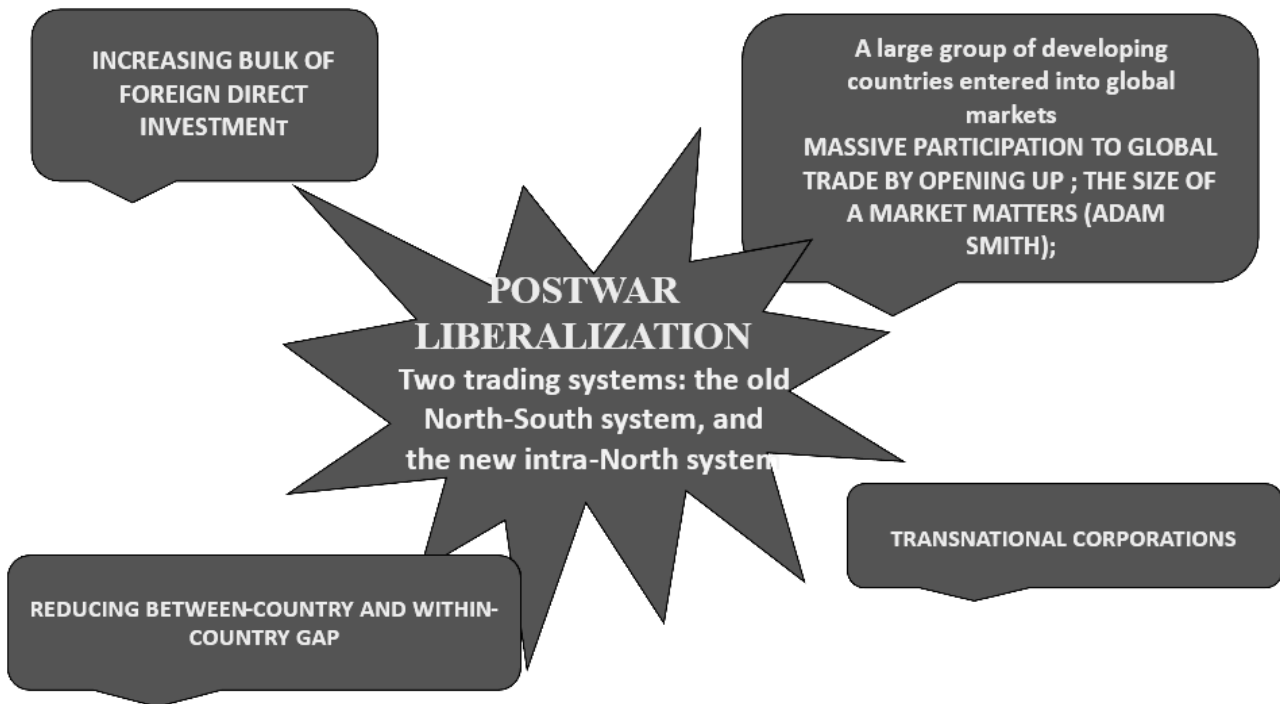 INCREASING BULK OF
FOREIGN DIRECT
INVESTMENT
A large group of developing
countries entered into global
markets
MASSIVE PARTICIPATION TO GLOBAL
TRADE BY OPENING UP ; THE SIZE OF
A MARKET MATTERS (ADAM
SMITH);
POSTWAR
LIBERALIZATION
Two trading systems: the old
North-South system, and
the new intra-North system
TRANSNATIONAL CORPORATIONS
REDUCING BETWEEN-COUNTRY AND WITHIN-
COUNTRY GAP